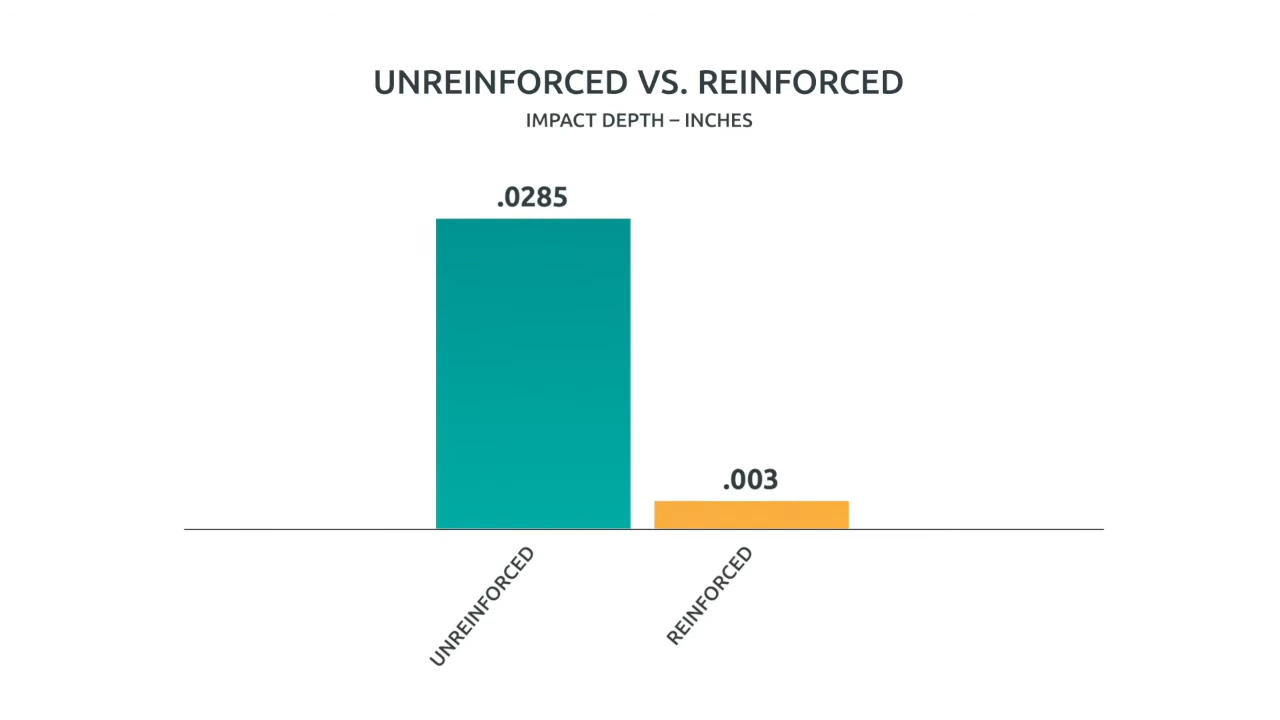 UNREINFORCED VS. REINFORCED
IMPACT DEPTH – INCHES
.0285
.003
UNREINFORCED
REINFORCED